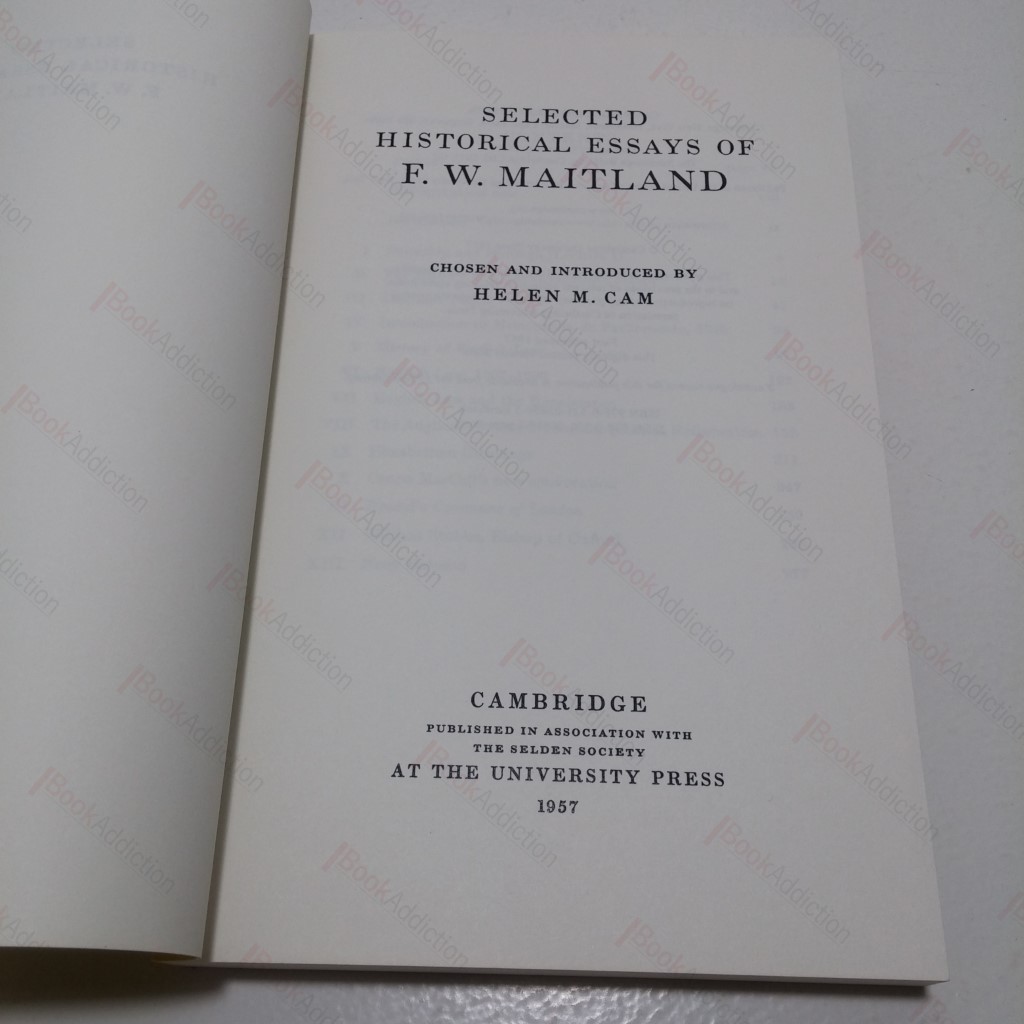 SELECTED
HISTORICAL ESSAYS OF
F. W. MAITLAND
CHOSEN AND INTRODUCED BY
HELEN M. CAM
CAMBRIDGE
PUBLISHED IN ASSOCIATION WITH
THE SELDEN SOCIETY
AT THE UNIVERSITY PRESS
1957
BookAddiction